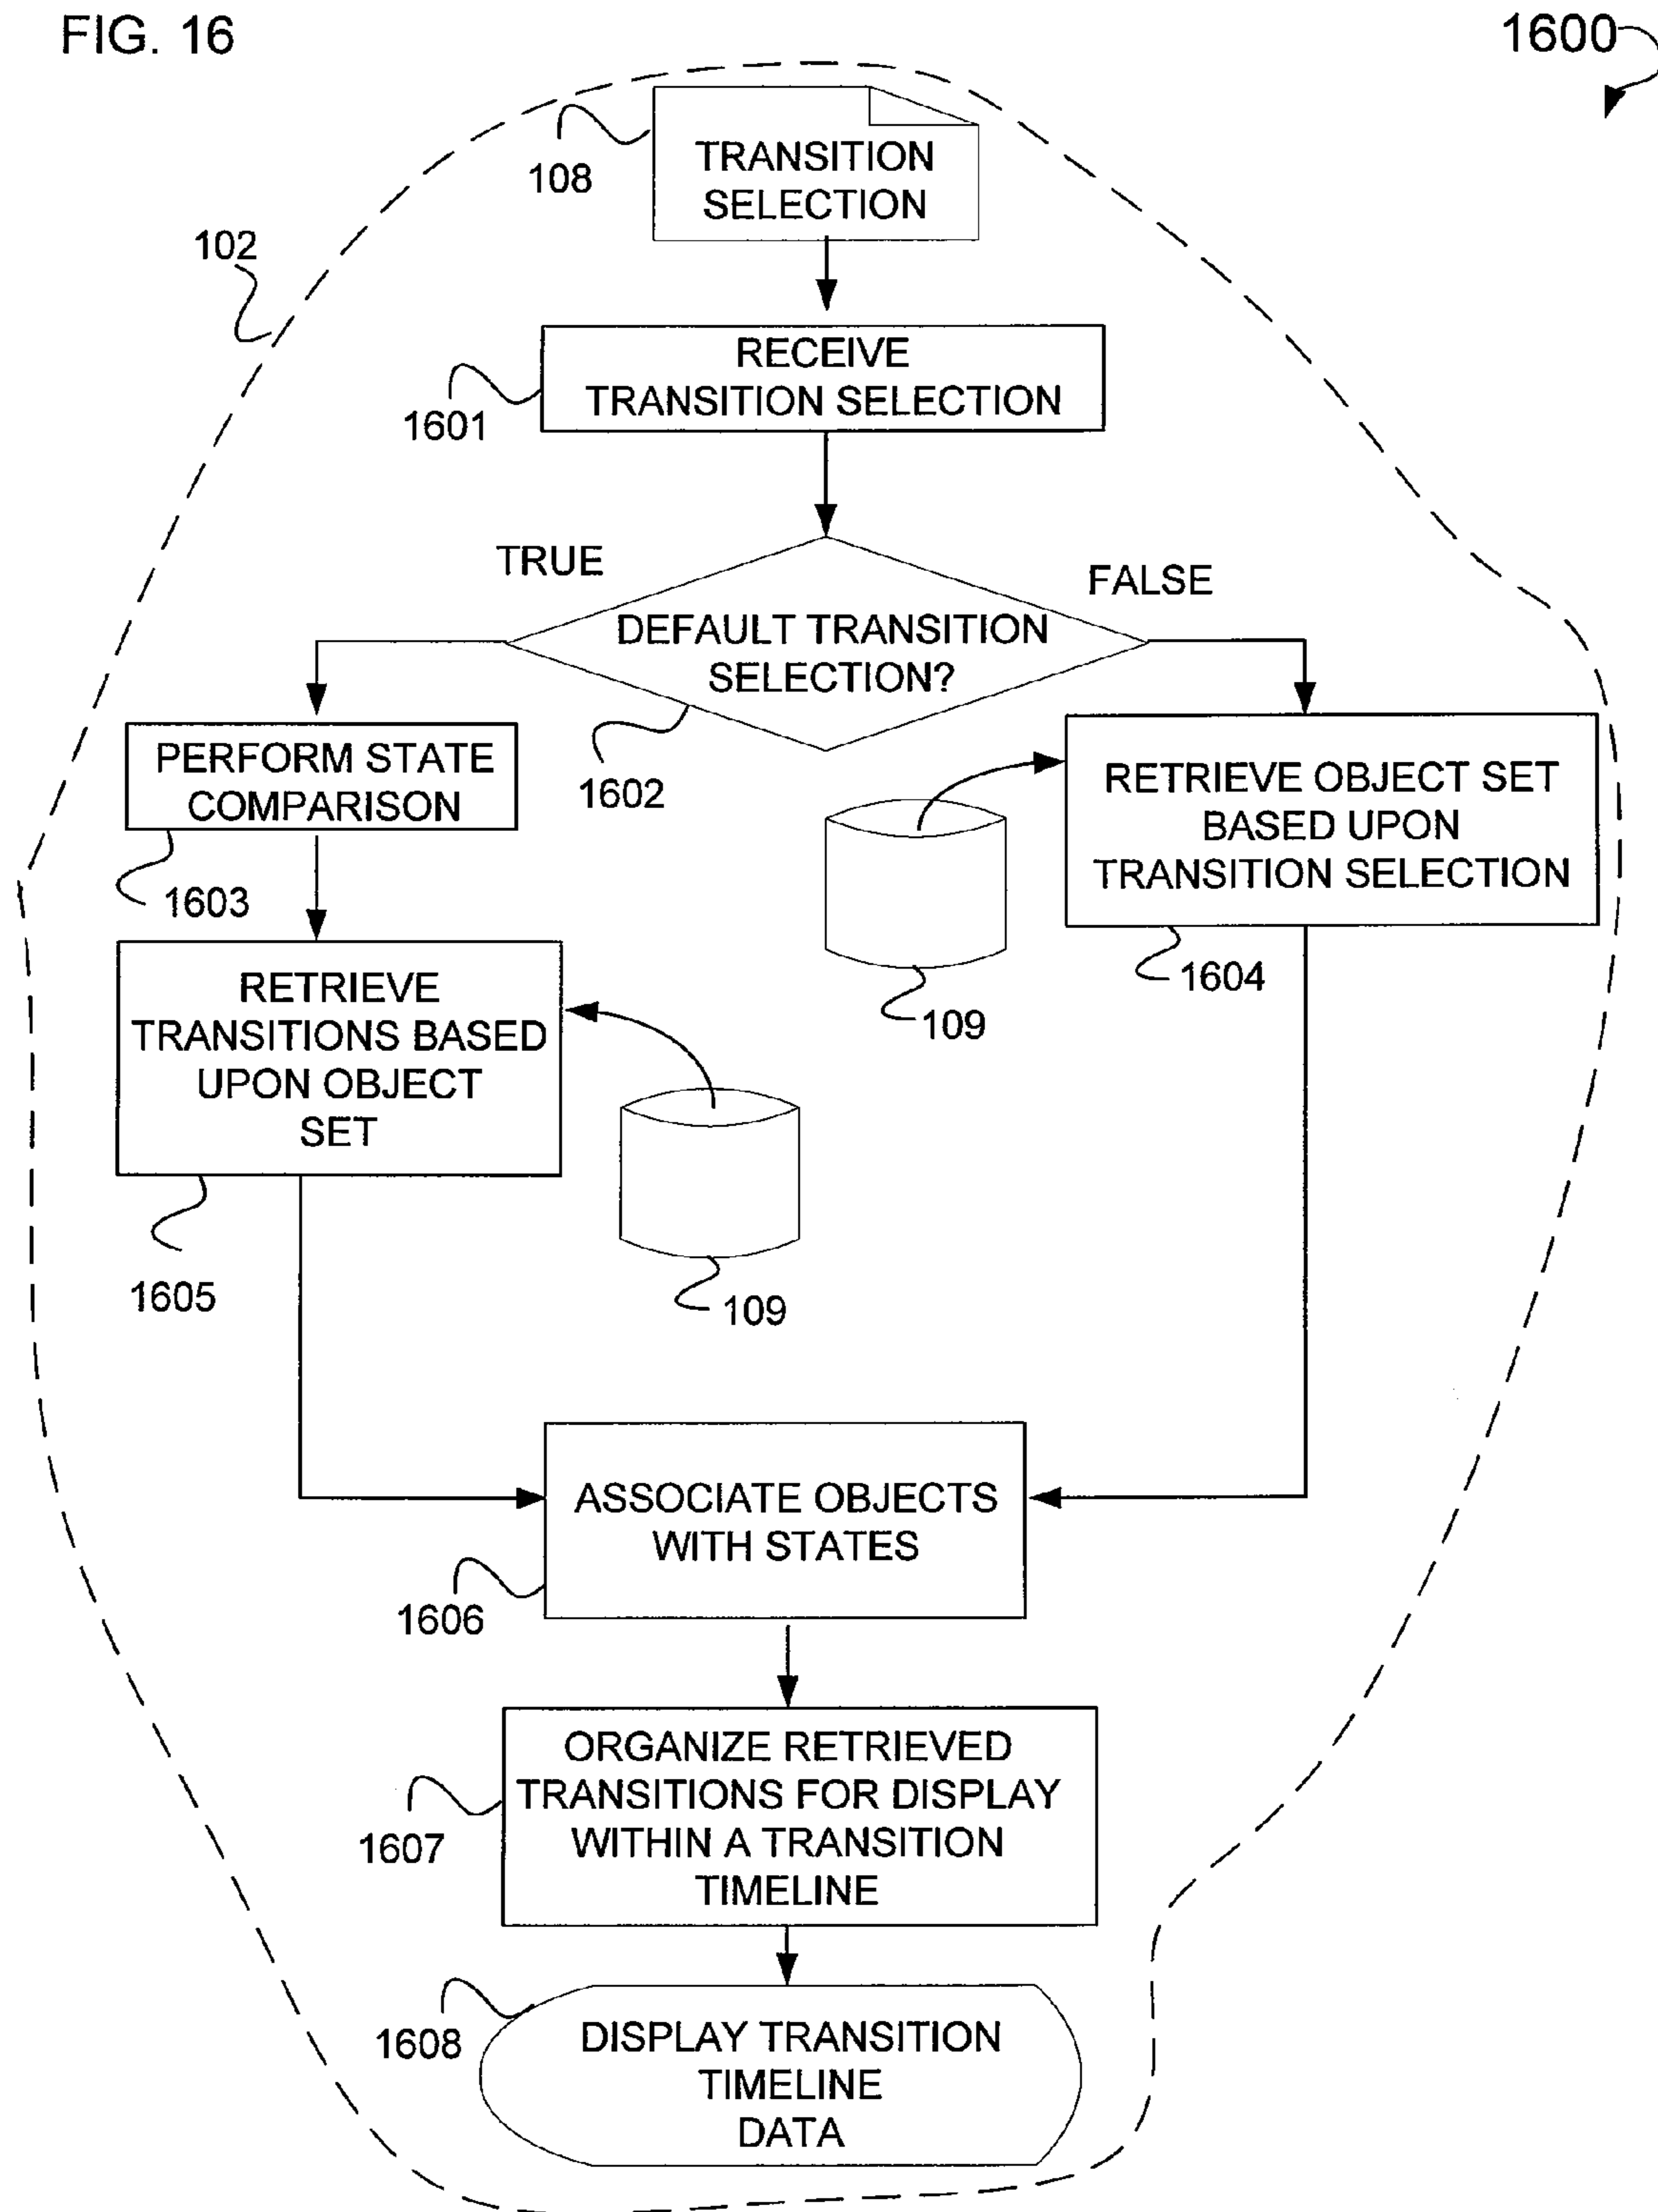 FIG. 16
1600
TRANSITION
SELECTION
108
102
RECEIVE
TRANSITION SELECTION
1601
TRUE
FALSE
DEFAULT TRANSITION
SELECTION?
1602
PERFORM STATE
COMPARISON
1603
RETRIEVE OBJECT SET
BASED UPON
TRANSITION SELECTION
1604
109
RETRIEVE
TRANSITIONS BASED
UPON OBJECT
SET
1605
109
ASSOCIATE OBJECTS
WITH STATES
1606
ORGANIZE RETRIEVED
TRANSITIONS FOR DISPLAY
WITHIN A TRANSITION
TIMELINE
1607
DISPLAY TRANSITION
TIMELINE
DATA
1608